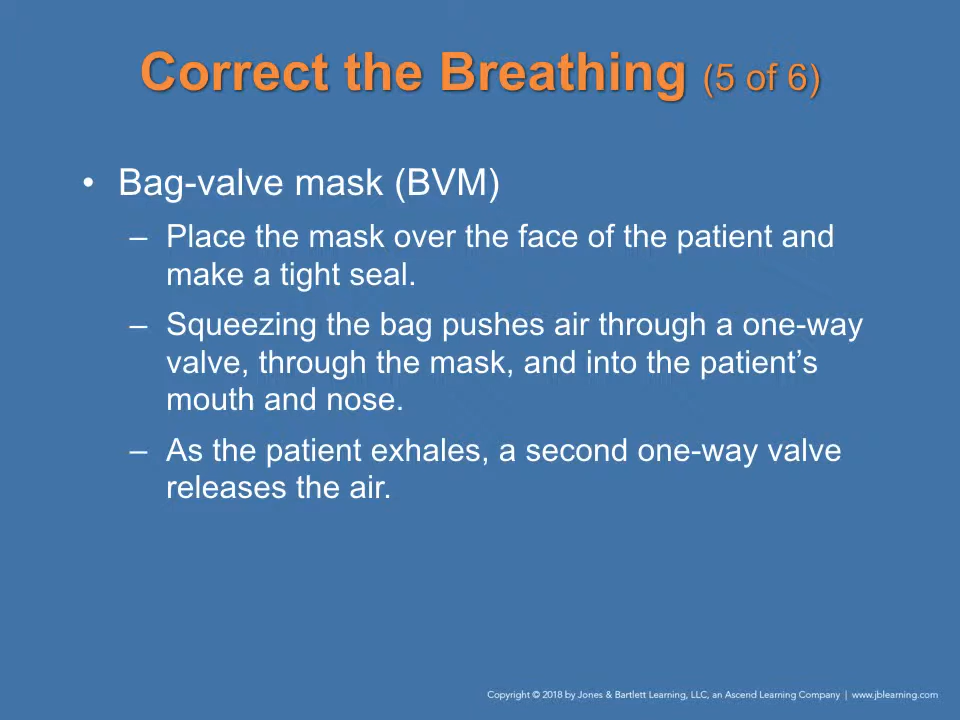 Correct the Breathing (5 of 6)
• Bag-valve mask (BVM)
– Place the mask over the face of the patient and
make a tight seal.
– Squeezing the bag pushes air through a one-way
valve, through the mask, and into the patient’s
mouth and nose.
– As the patient exhales, a second one-way valve
releases the air.
Copyright © 2018 by Jones & Bartlett Learning, LLC, an Ascend Learning Company | www.jblearning.com